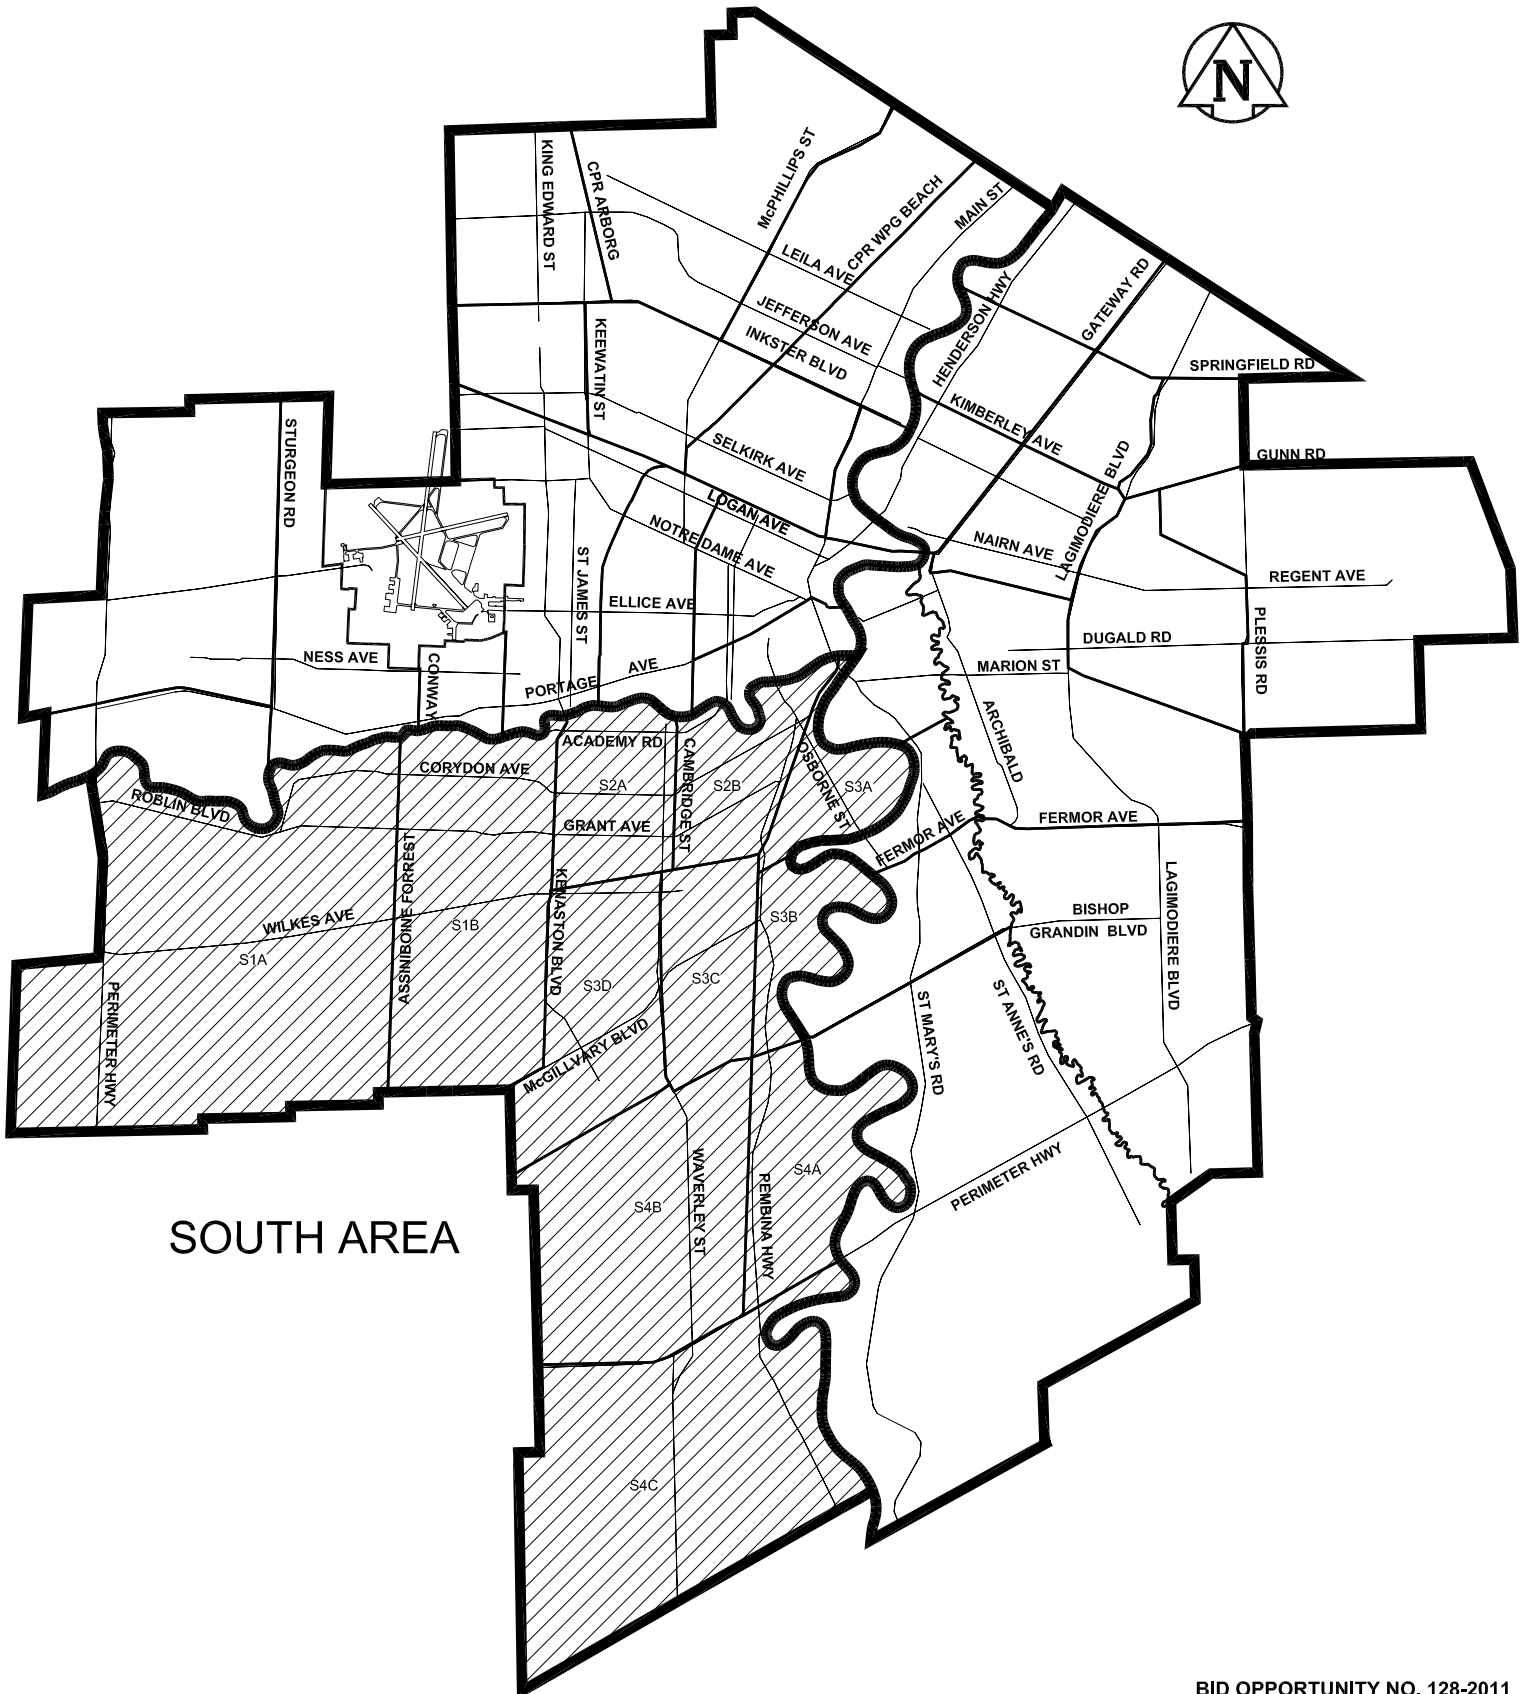 N
KING EDWARD ST
CPR ARBORG
McPHILLIPS ST
CPR WPG BEACH
MAIN ST
LEILA AVE
JEFFERSON AVE
INKSTER BLVD
HENDERSON HWY
GATEWAY RD
SPRINGFIELD RD
KEEWATIN ST
KIMBERLEY AVE
SELKIRK AVE
STURGEON RD
LOGAN AVE
LAGIMODIERE BLVD
GUNN RD
NOTRE DAME AVE
NAIRN AVE
REGENT AVE
ST JAMES ST
ELLICE AVE
PLESSIS RD
DUGALD RD
NESS AVE
CONWAY
PORTAGE
AVE
MARION ST
ARCHIBALD
ACADEMY RD
CAMBRIDGE ST
OSBORNE ST
CORYDON AVE
S2A
S2B
S3A
ROBLIN BLVD
GRANT AVE
FERMOR AVE
FERMOR AVE
ASSINIBOINE FORREST
KENASTON BLVD
LAGIMODIERE BLVD
WILKES AVE
S1B
S3B
BISHOP
GRANDIN BLVD
S1A
S3D
S3C
PERIMETER HWY
McGILLVARY BLVD
ST MARY'S RD
ST ANNE'S RD
WAVERLEY ST
PEMBINA HWY
S4A
PERIMETER HWY
S4B
SOUTH AREA
S4C
BID OPPORTUNITY NO. 128-2011